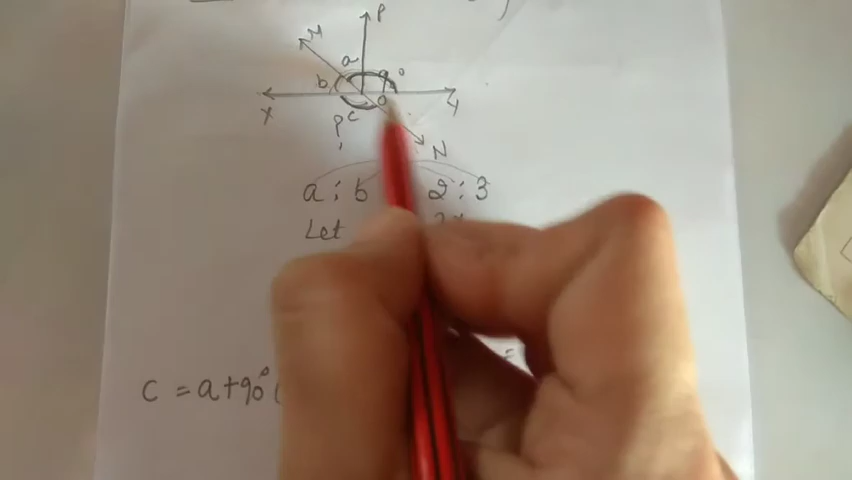 P
M
a
b
90°
O
X
Y
P
c
N
a : b 2 : 3
Let
=
C = a + 90° (